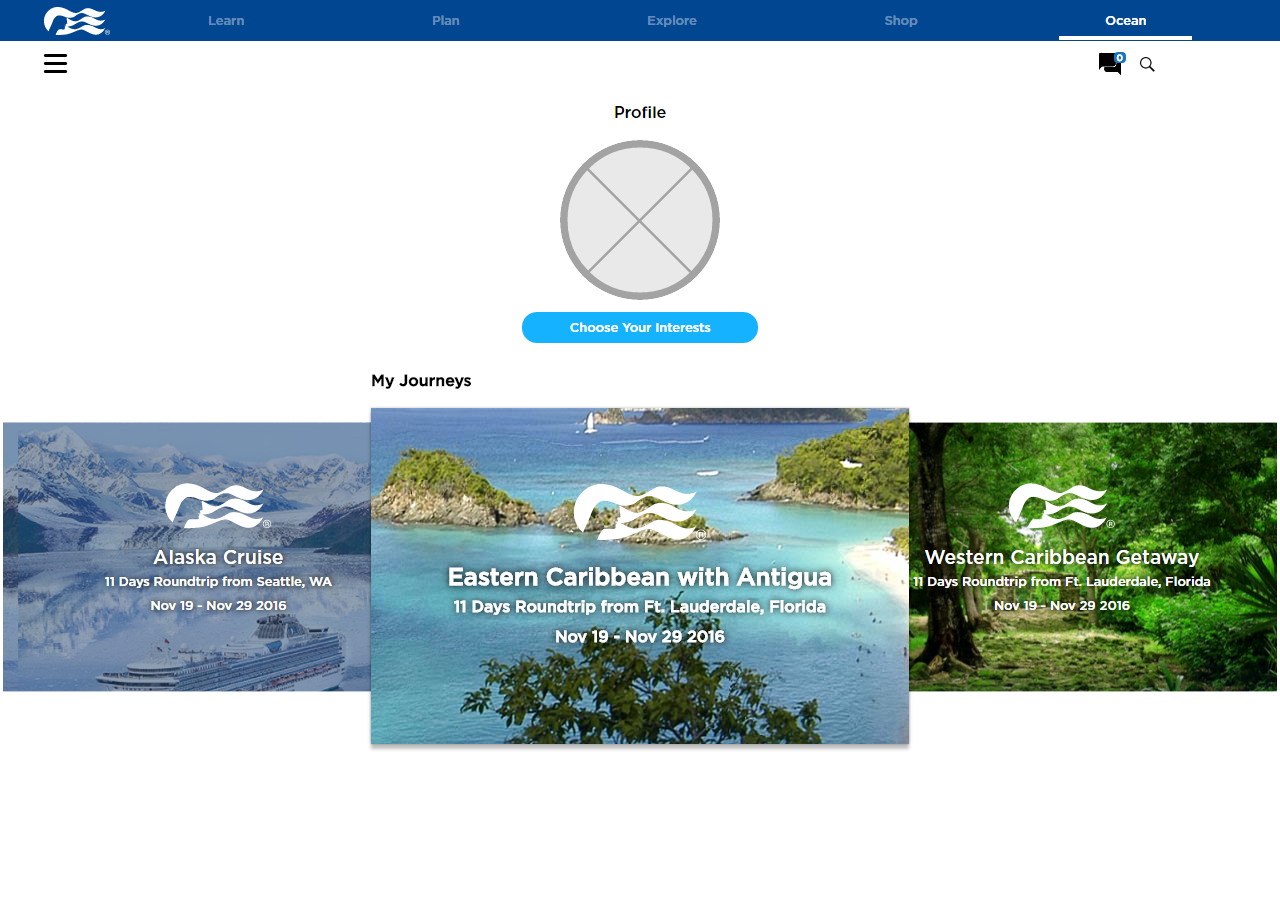 Learn
Plan
Explore
Shop
Ocean
®
0
Profile
Choose Your Interests
My Journeys
®
Alaska Cruise
11 Days Roundtrip from Seattle, WA
Nov 19 - Nov 29 2016
®
Eastern Caribbean with Antigua
11 Days Roundtrip from Ft. Lauderdale, Florida
Nov 19 - Nov 29 2016
®
Western Caribbean Getaway
11 Days Roundtrip from Ft. Lauderdale, Florida
Nov 19 - Nov 29 2016